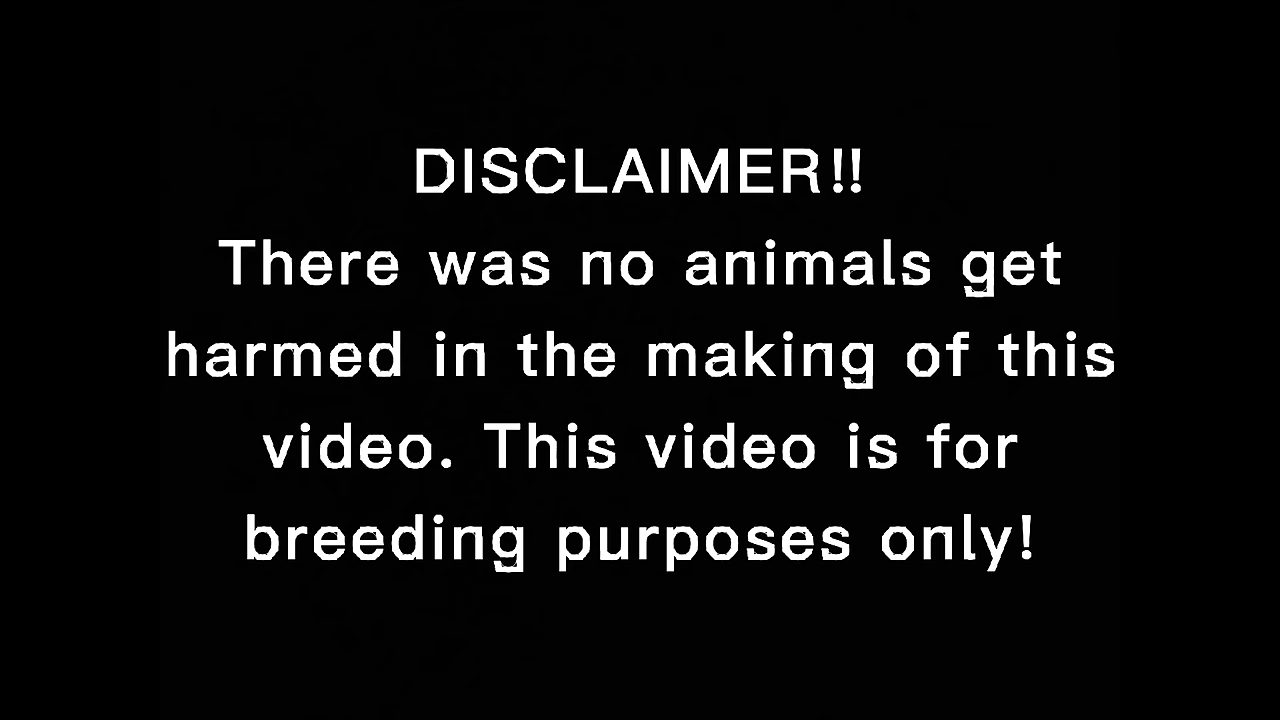 DISCLAIMER!!
There was no animals get
harmed in the making of this
video. This video is for
breeding purposes only!